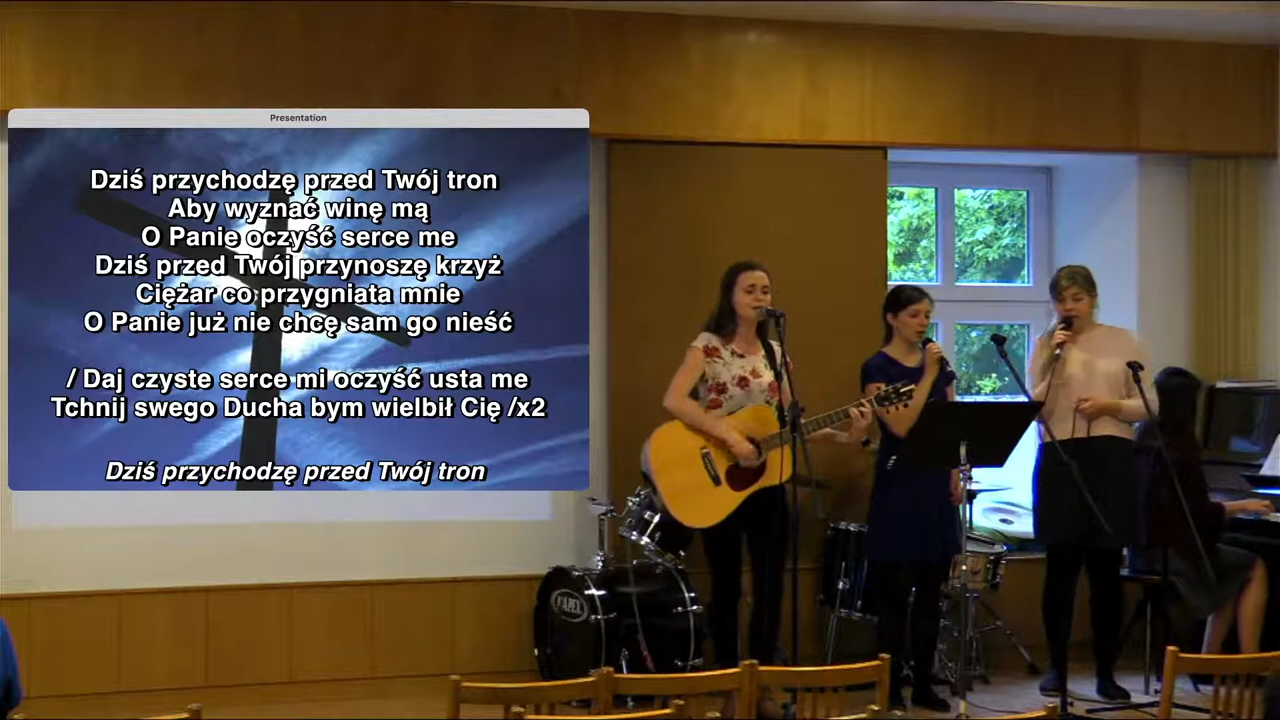 Presentation
Dziś przychodzę przed Twój tron
Aby wyznać winę mą
O Panie oczyść serce me
Dziś przed Twój przynoszę krzyż
Ciężar co przygniata mnie
O Panie już nie chcę sam go nieść
/ Daj czyste serce mi oczyść usta me
Tchnij swego Ducha bym wielbił Cię /x2
Dziś przychodzę przed Twój tron